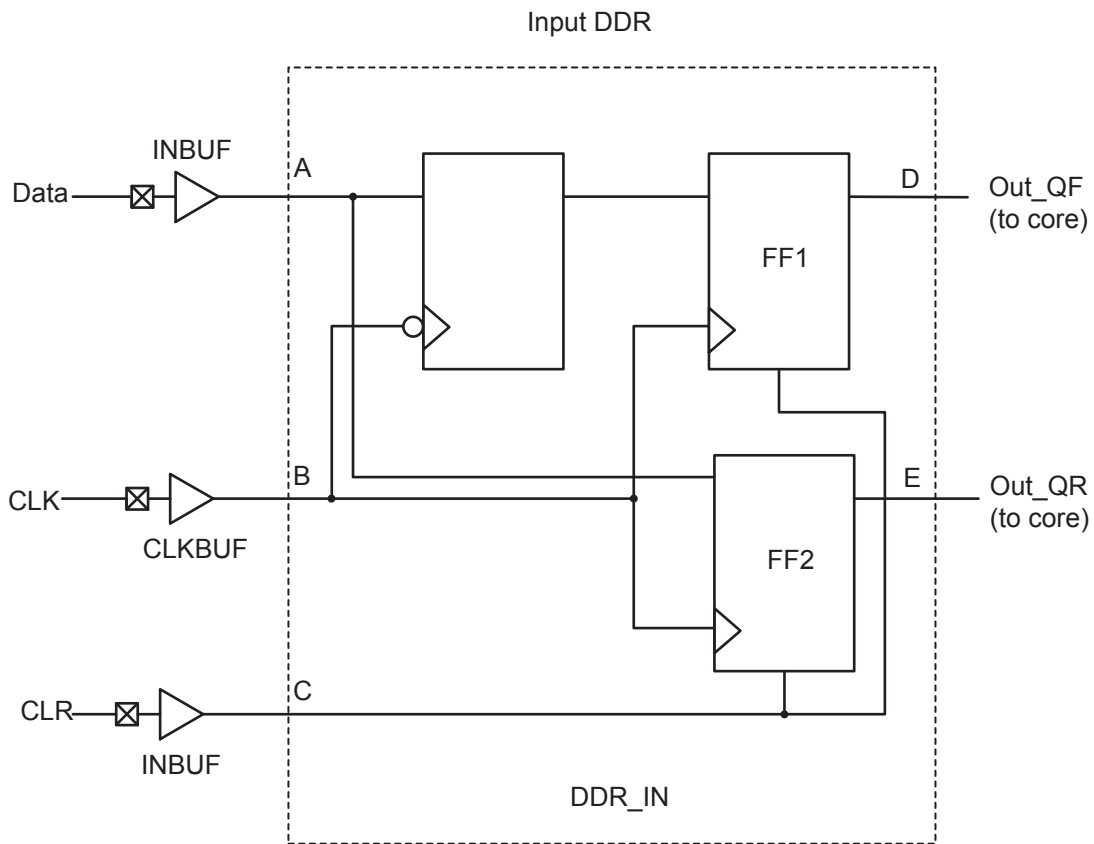 Input DDR
INBUF
A
Data
D
Out_QF
(to core)
FF1
B
CLK
E
Out_QR
(to core)
CLKBUF
FF2
C
CLR
INBUF
DDR_IN